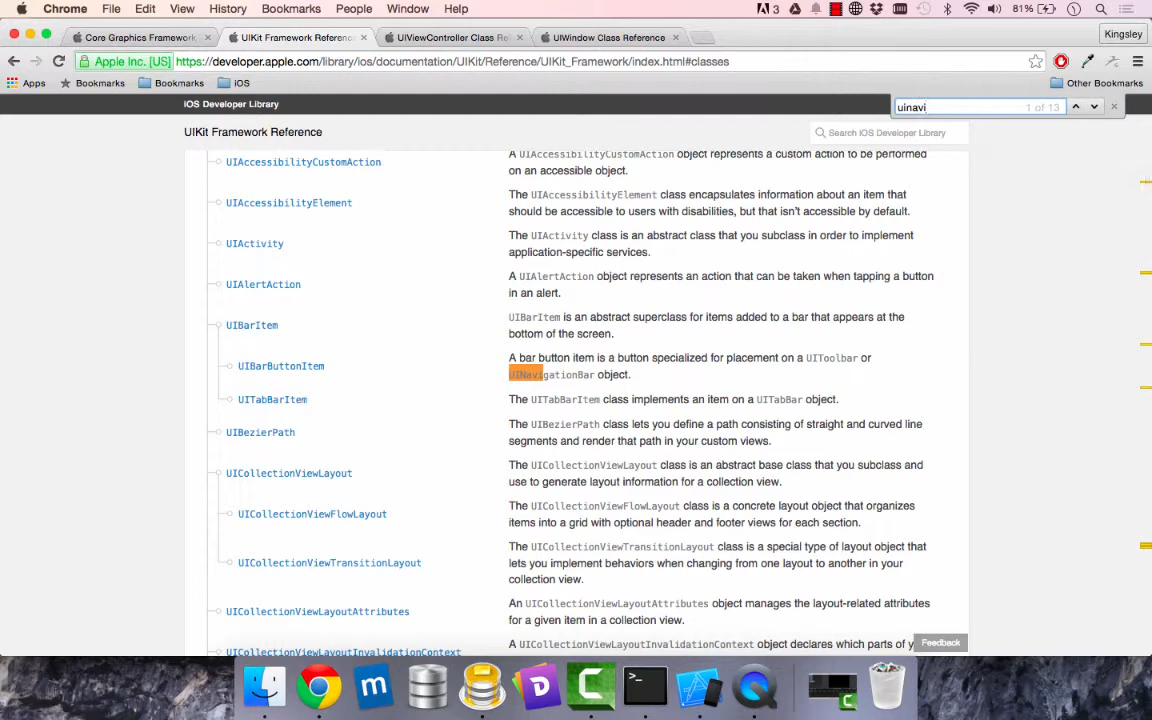 Chrome File Edit View History Bookmarks People Window Help 3 81%
Core Graphics Framework × UIKit Framework Reference × UIViewController Class Re × UIWindow Class Reference × Kingsley
Apple Inc. [US] https://developer.apple.com/library/ios/documentation/UIKit/Reference/UIKit_Framework/index.html#classes
Apps Bookmarks Bookmarks iOS Other Bookmarks
iOS Developer Library
uinavi 1 of 13
UIKit Framework Reference
Search iOS Developer Library
UIAccessibilityCustomAction
A UIAccessibilityCustomAction object represents a custom action to be performed
on an accessible object.
UIAccessibilityElement
The UIAccessibilityElement class encapsulates information about an item that
should be accessible to users with disabilities, but that isn't accessible by default.
UIActivity
The UIActivity class is an abstract class that you subclass in order to implement
application-specific services.
UIAlertAction
A UIAlertAction object represents an action that can be taken when tapping a button
in an alert.
UIBarItem
UIBarItem is an abstract superclass for items added to a bar that appears at the
bottom of the screen.
UIBarButtonItem
A bar button item is a button specialized for placement on a UIToolbar or
UINavigationBar object.
UITabBarItem
The UITabBarItem class implements an item on a UITabBar object.
UIBezierPath
The UIBezierPath class lets you define a path consisting of straight and curved line
segments and render that path in your custom views.
UICollectionViewLayout
The UICollectionViewLayout class is an abstract base class that you subclass and
use to generate layout information for a collection view.
UICollectionViewFlowLayout
The UICollectionViewFlowLayout class is a concrete layout object that organizes
items into a grid with optional header and footer views for each section.
UICollectionViewTransitionLayout
The UICollectionViewTransitionLayout class is a special type of layout object that
lets you implement behaviors when changing from one layout to another in your
collection view.
UICollectionViewLayoutAttributes
An UICollectionViewLayoutAttributes object manages the layout-related attributes
for a given item in a collection view.
UICollectionViewLayoutInvalidationContext
A UICollectionViewLayoutInvalidationContext object declares which parts of y
Feedback